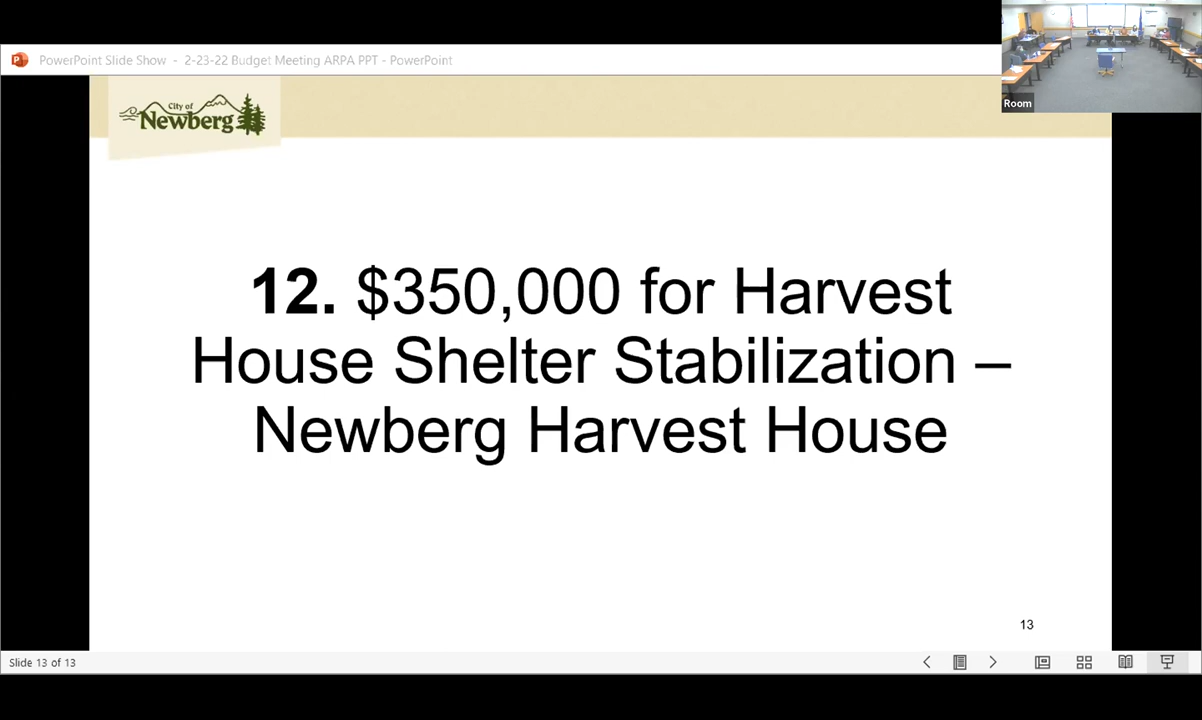 PowerPoint Slide Show - 2-23-22 Budget Meeting ARPA PPT - PowerPoint
Room
City of
Newberg
12. $350,000 for Harvest
House Shelter Stabilization –
Newberg Harvest House
13
Slide 13 of 13